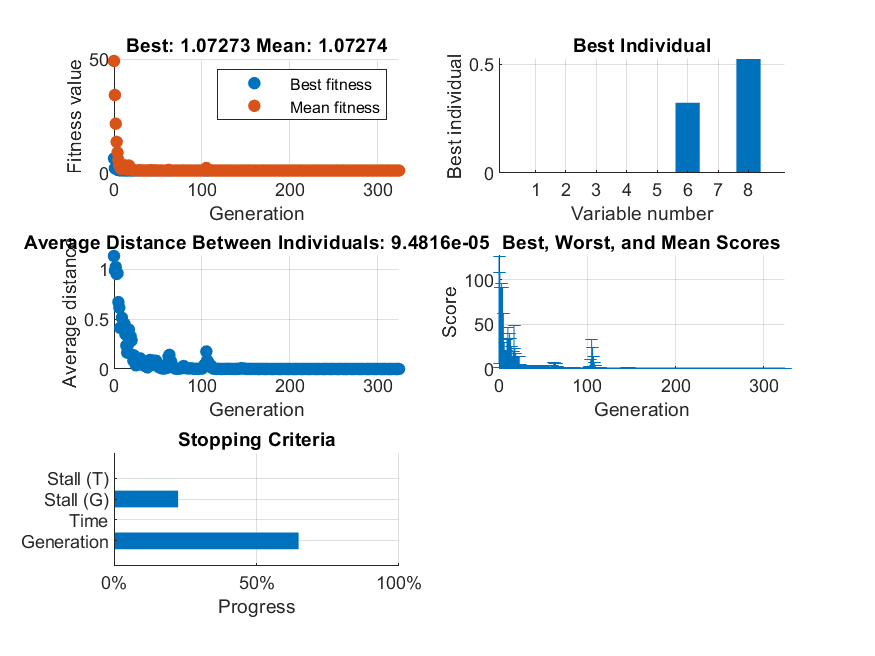 Best: 1.07273 Mean: 1.07274
Fitness value
50
0
Best fitness
Mean fitness
0 100 200 300
Generation
Best Individual
Best individual
0.5
0
1 2 3 4 5 6 7 8
Variable number
Average Distance Between Individuals: 9.4816e-05
Average distance
1
0.5
0
0 100 200 300
Generation
Best, Worst, and Mean Scores
Score
100
50
0
0 100 200 300
Generation
Stopping Criteria
Stall (T)
Stall (G)
Time
Generation
0% 50% 100%
Progress